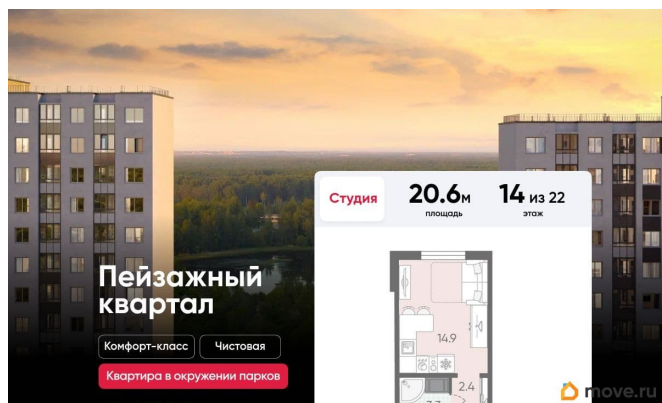 Студия
20.6м
площадь
14 из 22
этаж
Пейзажный
квартал
Комфорт-класс
Чистовая
Квартира в окружении парков
14.9
2.4
move.ru